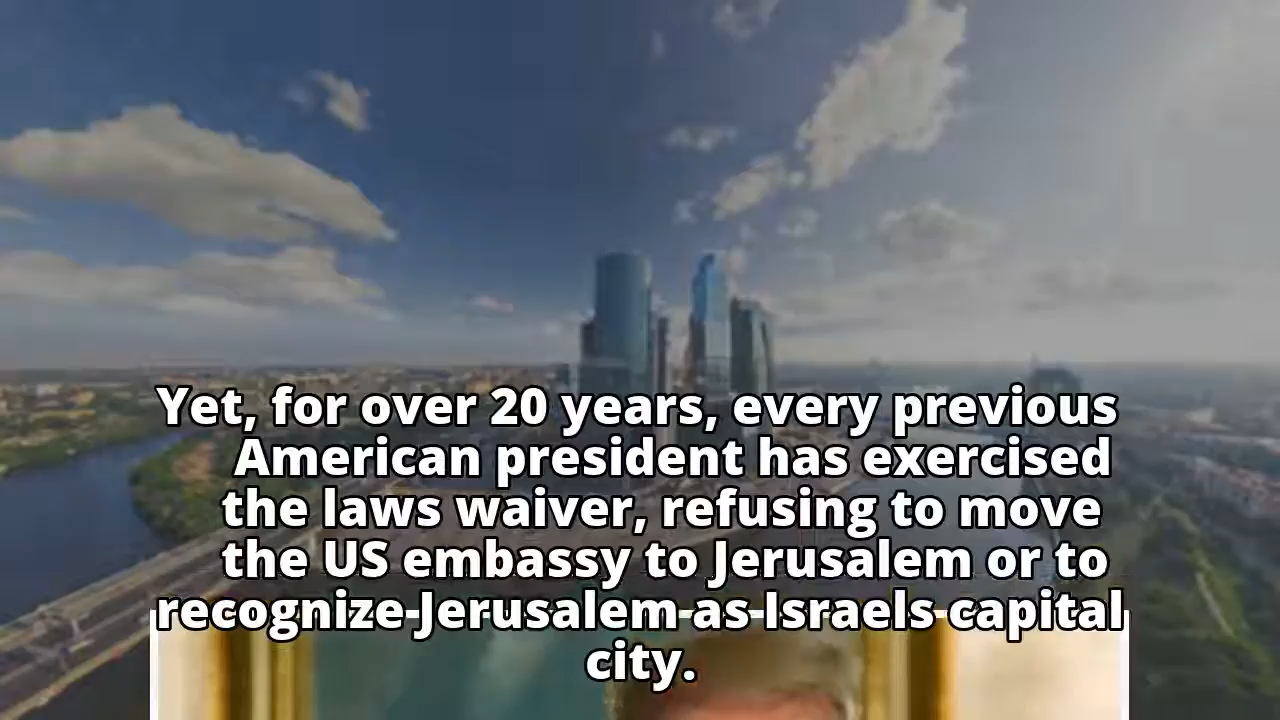 Yet, for over 20 years, every previous
American president has exercised
the laws waiver, refusing to move
the US embassy to Jerusalem or to
recognize Jerusalem as Israels capital
city.